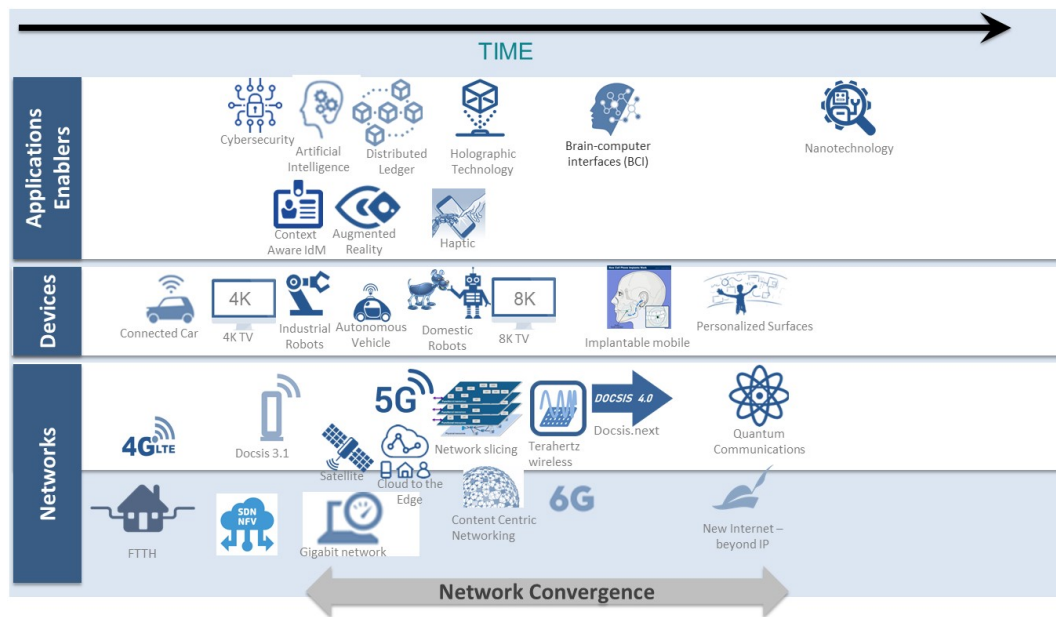 TIME
Applications
Enablers
Cybersecurity
Artificial
Intelligence
Distributed
Ledger
Holographic
Technology
Brain-computer
interfaces (BCI)
Nanotechnology
Context
Aware IdM
Augmented
Reality
Haptic
Devices
4K
8K
Connected Car
4K TV
Industrial
Robots
Autonomous
Vehicle
Domestic
Robots
8K TV
Implantable mobile
Personalized Surfaces
Networks
4G LTE
Docsis 3.1
5G
Satellite
Cloud to the
Edge
Network slicing
Terahertz
wireless
DOCSIS 4.0
Docsis.next
Quantum
Communications
FTTH
SDN
NFV
Gigabit network
Content Centric
Networking
6G
New Internet –
beyond IP
Network Convergence